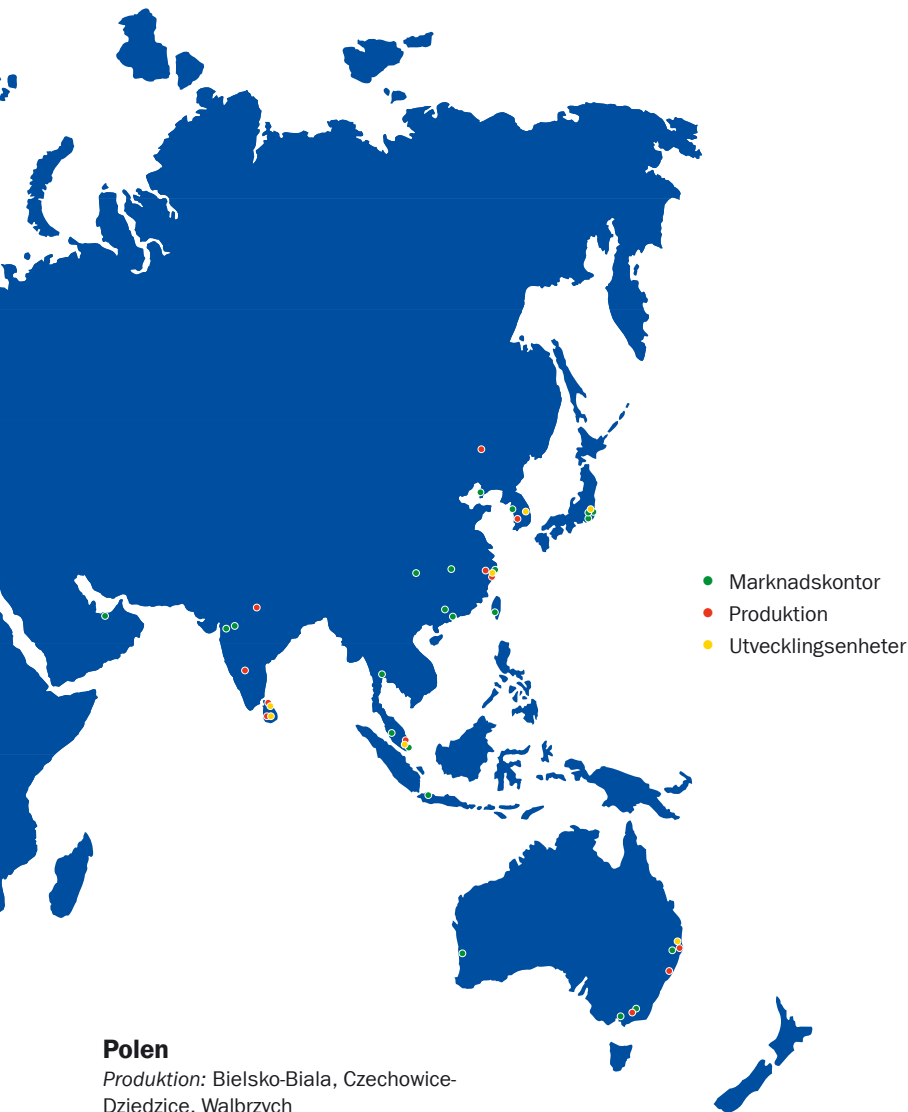 Marknadskontor
Produktion
Utvecklingsenheter
Polen
Produktion: Bielsko-Biala, Czechowice-
Dziedzice, Walbrzych